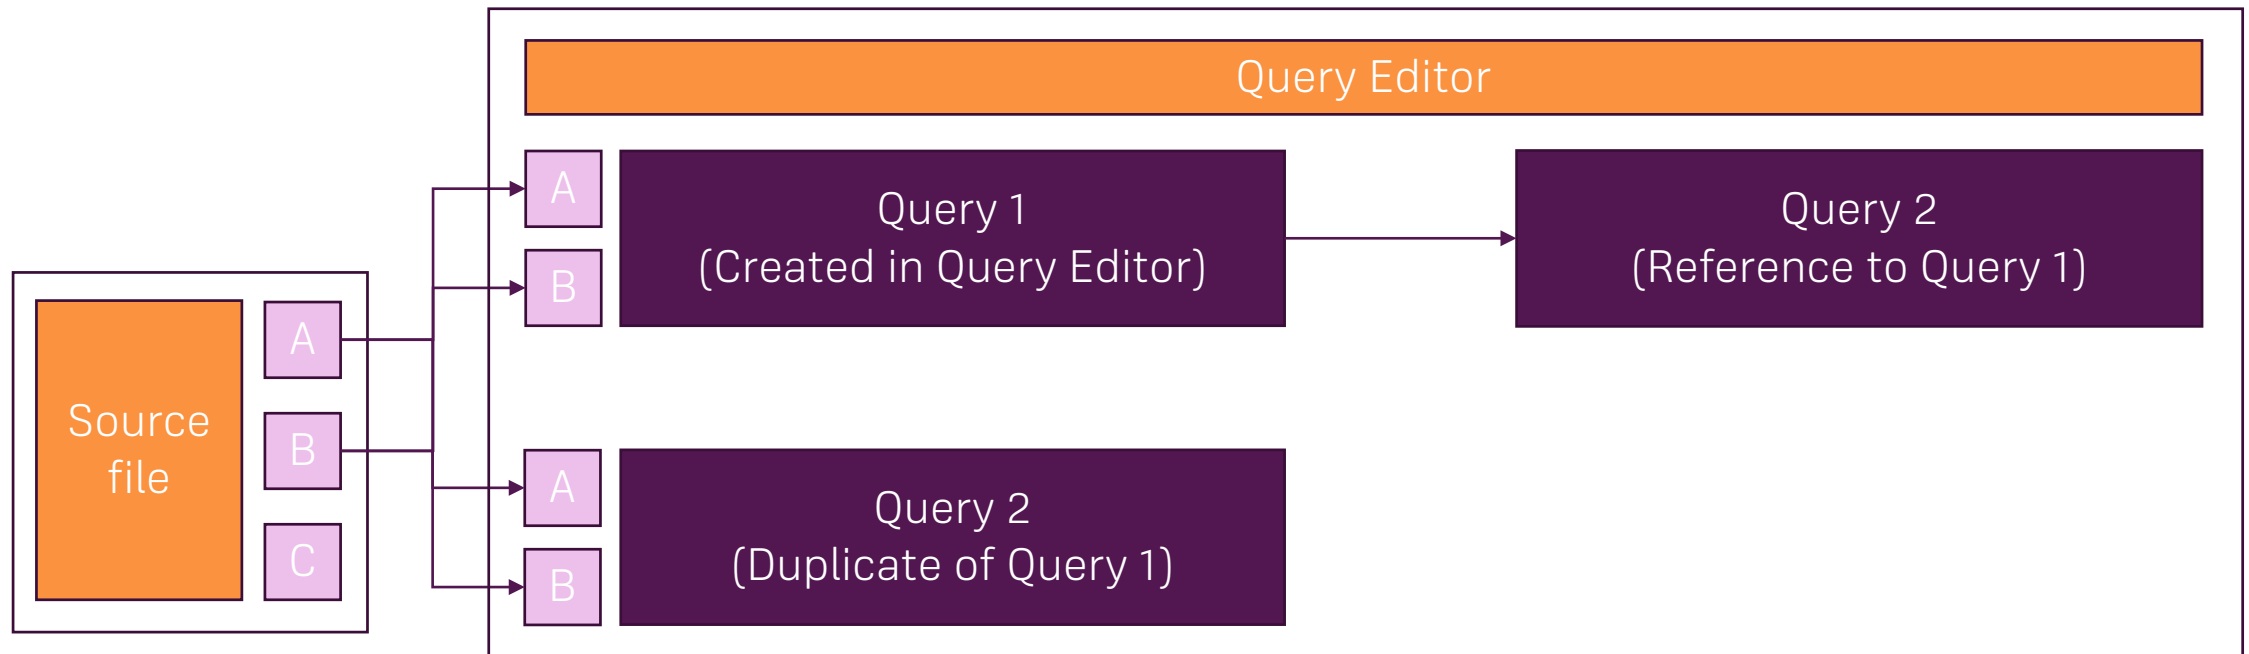 Query Editor
A
Query 1
(Created in Query Editor)
B
Query 2
(Reference to Query 1)
Source
file
A
B
C
A
B
Query 2
(Duplicate of Query 1)